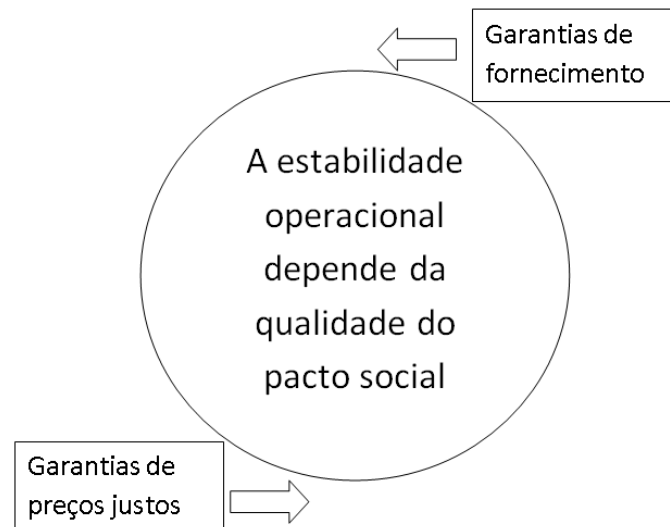 Garantias de
fornecimento
A estabilidade
operacional
depende da
qualidade do
pacto social
Garantias de
preços justos